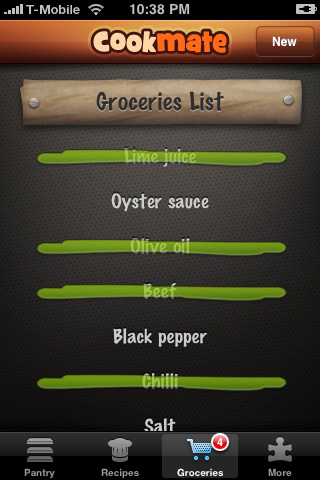 T-Mobile 10:38 PM
Cookmate
New
Groceries List
Lime juice
Oyster sauce
Olive oil
Beef
Black pepper
Chilli
Salt
4
Pantry Recipes Groceries More